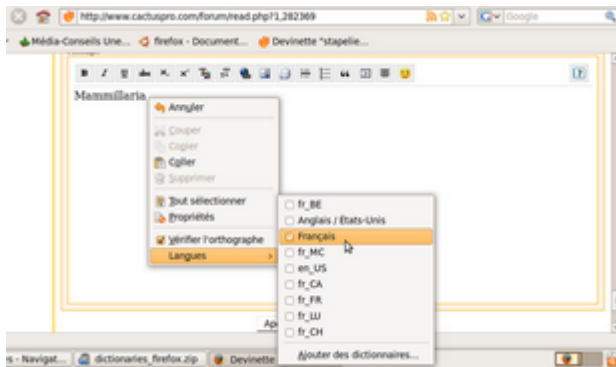 http://www.cactuspro.com/forum/read.php?1,282369
Google
Média-Conseils Une...
firefox - Document...
Devinette "stapelie...
Mammillaria
Annuler
Couper
Copier
Coller
Supprimer
Tout sélectionner
Propriétés
Vérifier l'orthographe
Langues
fr_BE
Anglais / États-Unis
Français
fr_MC
en_US
fr_CA
fr_FR
fr_LU
fr_CH
Ajouter des dictionnaires...
s - Navigat...
dictionaries_firefox.zip
Devinette